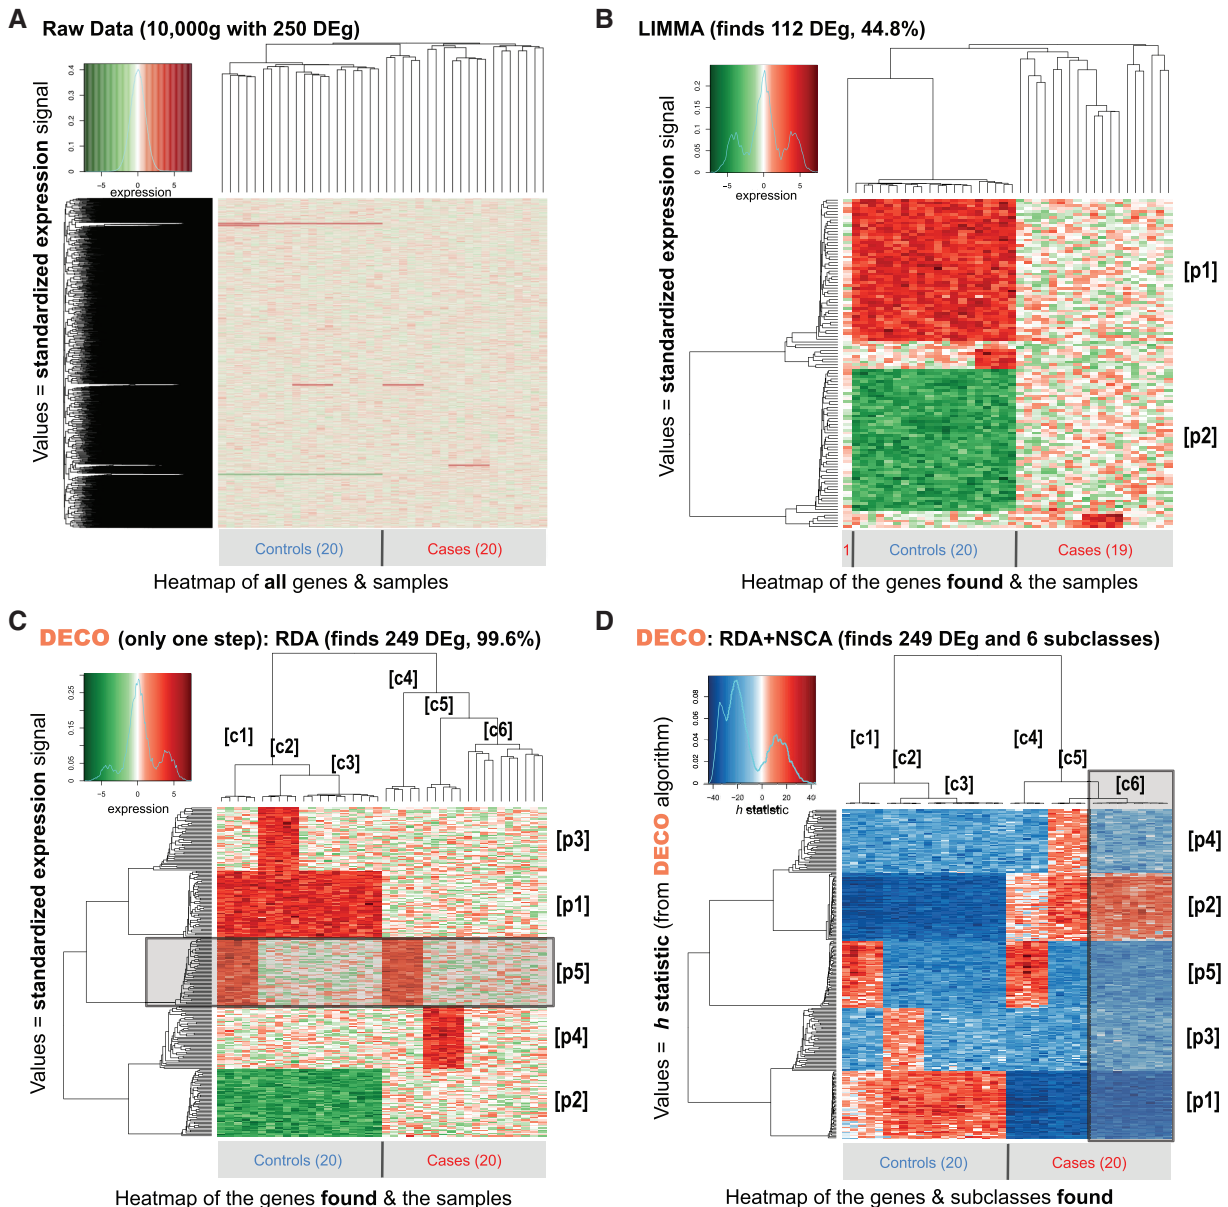 A
Raw Data (10,000g with 250 DEg)
Values = standardized expression signal
0.4
0.3
0.2
0.1
0
−5
0
5
expression
Controls (20)
Cases (20)
Heatmap of all genes & samples
B
LIMMA (finds 112 DEg, 44.8%)
Values = standardized expression signal
0.2
0.15
0.1
0.05
0
−5
0
5
expression
[p1]
[p2]
1
Controls (20)
Cases (19)
Heatmap of the genes found & the samples
C
DECO (only one step): RDA (finds 249 DEg, 99.6%)
Values = standardized expression signal
0.25
0.15
0.05
0
−5
0
5
expression
[c1]
[c2]
[c3]
[c4]
[c5]
[c6]
[p3]
[p1]
[p5]
[p4]
[p2]
Controls (20)
Cases (20)
Heatmap of the genes found & the samples
D
DECO: RDA+NSCA (finds 249 DEg and 6 subclasses)
Values = h statistic (from DECO algorithm)
0.08
0.06
0.04
0.02
0
−40
−20
0
20
40
h statistic
[c1]
[c2]
[c3]
[c4]
[c5]
[c6]
[p4]
[p2]
[p5]
[p3]
[p1]
Controls (20)
Cases (20)
Heatmap of the genes & subclasses found